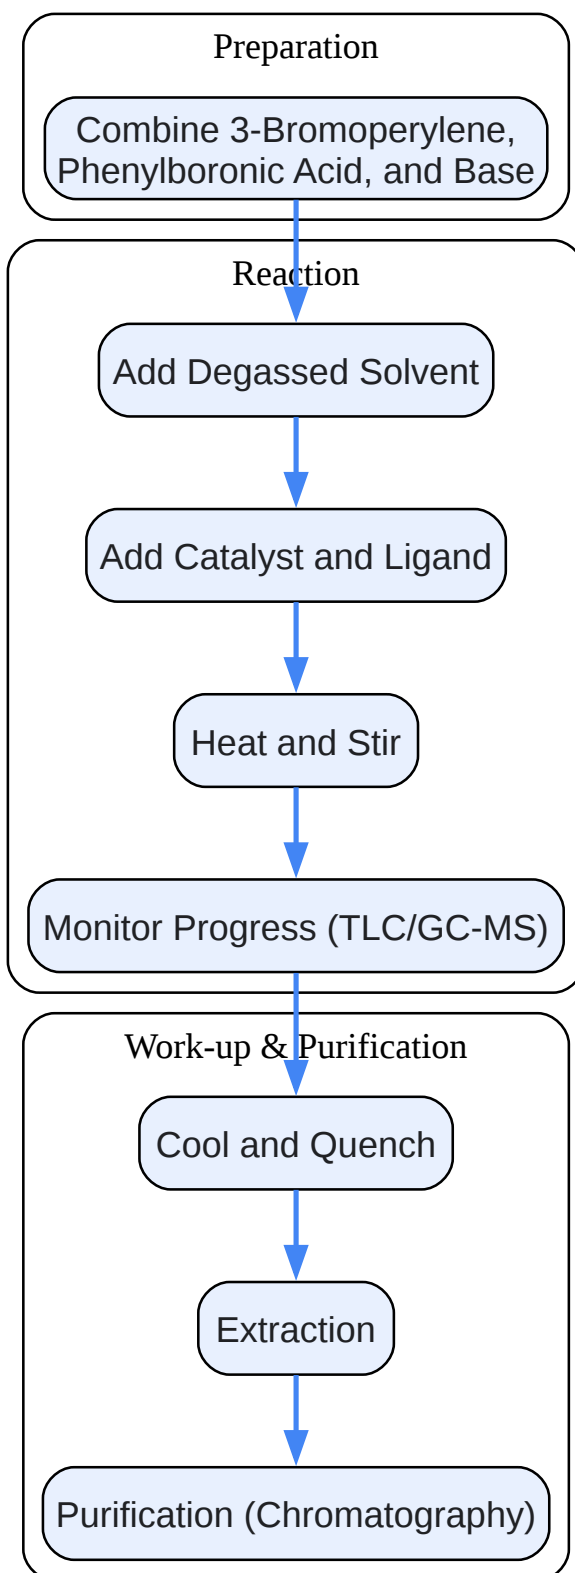 Preparation
Combine 3-Bromoperylene,
Phenylboronic Acid, and Base
Reaction
Add Degassed Solvent
Add Catalyst and Ligand
Heat and Stir
Monitor Progress (TLC/GC-MS)
Work-up & Purification
Cool and Quench
Extraction
Purification (Chromatography)